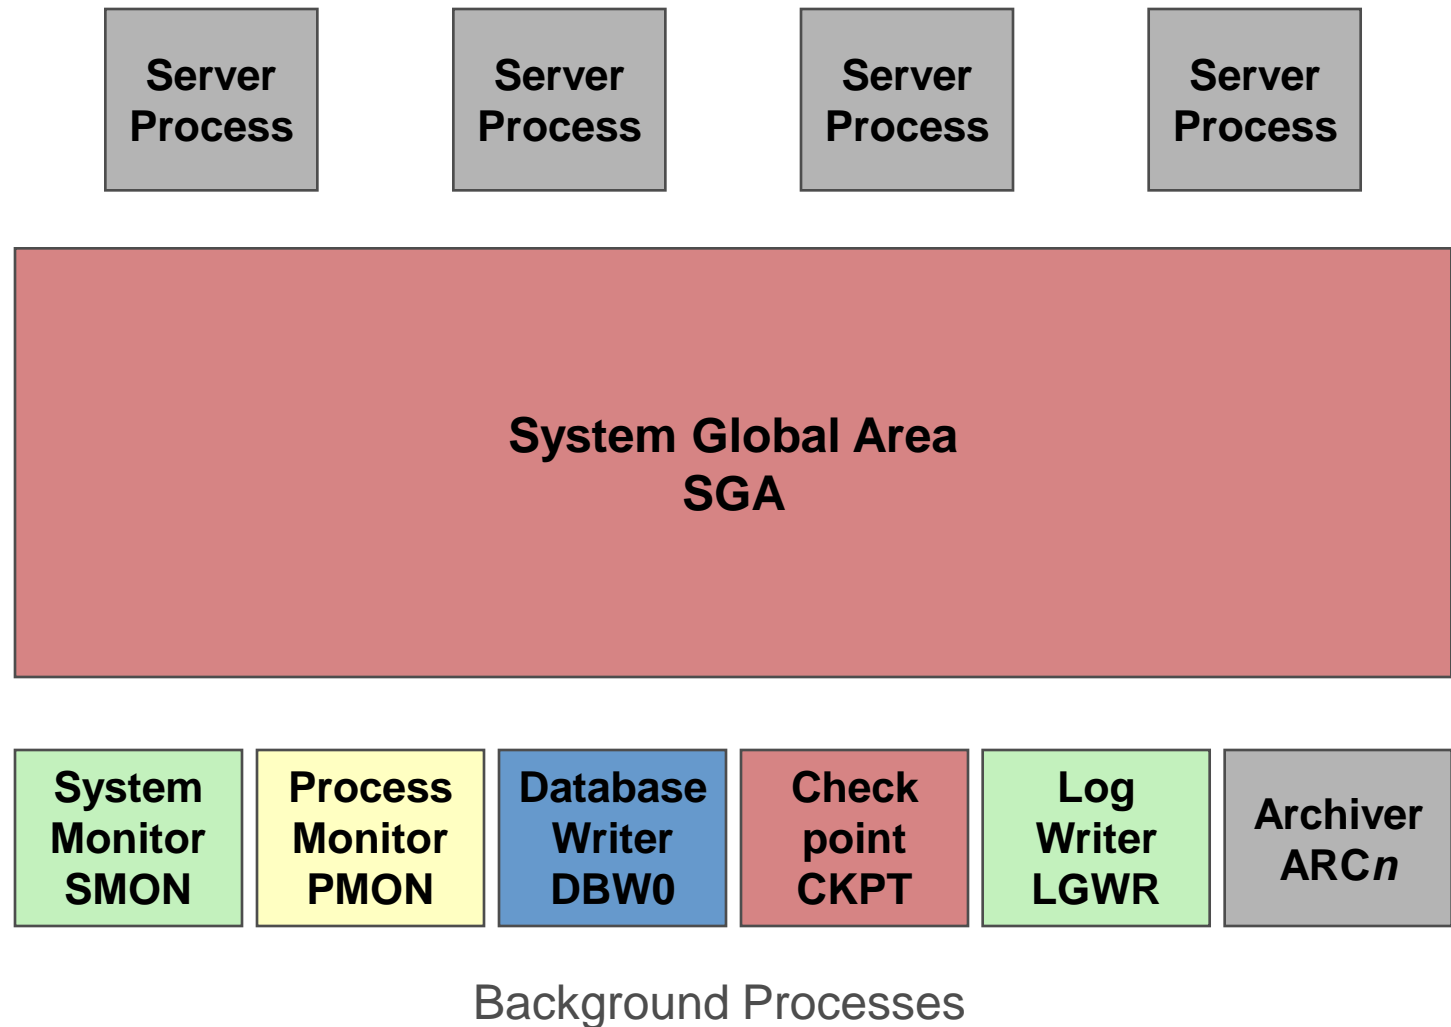 Server
Process
Server
Process
Server
Process
Server
Process
System Global Area
SGA
System
Monitor
SMON
Process
Monitor
PMON
Database
Writer
DBW0
Check
point
CKPT
Log
Writer
LGWR
Archiver
ARCn
Background Processes